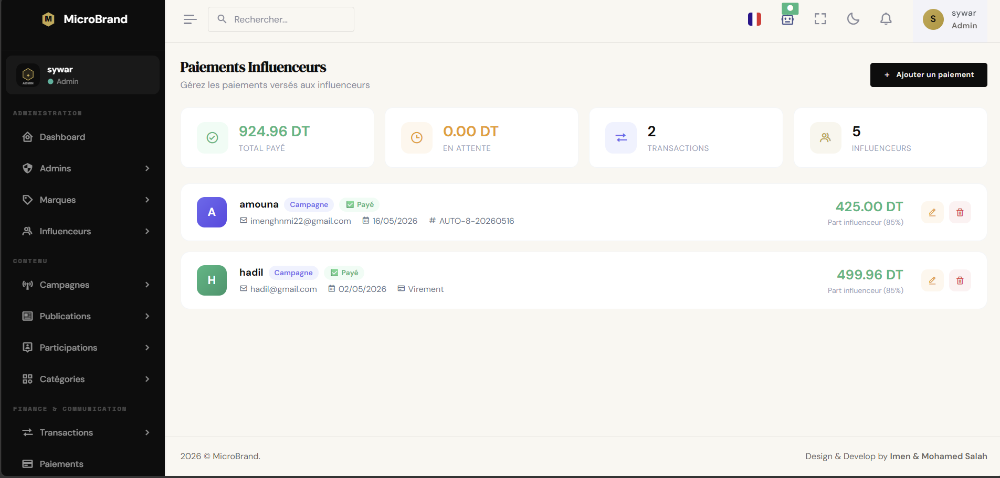 M MicroBrand
Rechercher...
S
sywar
Admin
ADMIN
sywar
Admin
ADMINISTRATION
Dashboard
Admins
Marques
Influenceurs
CONTENU
Campagnes
Publications
Participations
Catégories
FINANCE & COMMUNICATION
Transactions
Paiements
Paiements Influenceurs
Gérez les paiements versés aux influenceurs
+ Ajouter un paiement
924.96 DT
TOTAL PAYÉ
0.00 DT
EN ATTENTE
2
TRANSACTIONS
5
INFLUENCEURS
A
amouna Campagne ✅ Payé
imenghnmi22@gmail.com 16/05/2026 # AUTO-8-20260516
425.00 DT
Part influenceur (85%)
H
hadil Campagne ✅ Payé
hadil@gmail.com 02/05/2026 Virement
499.96 DT
Part influenceur (85%)
2026 © MicroBrand.
Design & Develop by Imen & Mohamed Salah